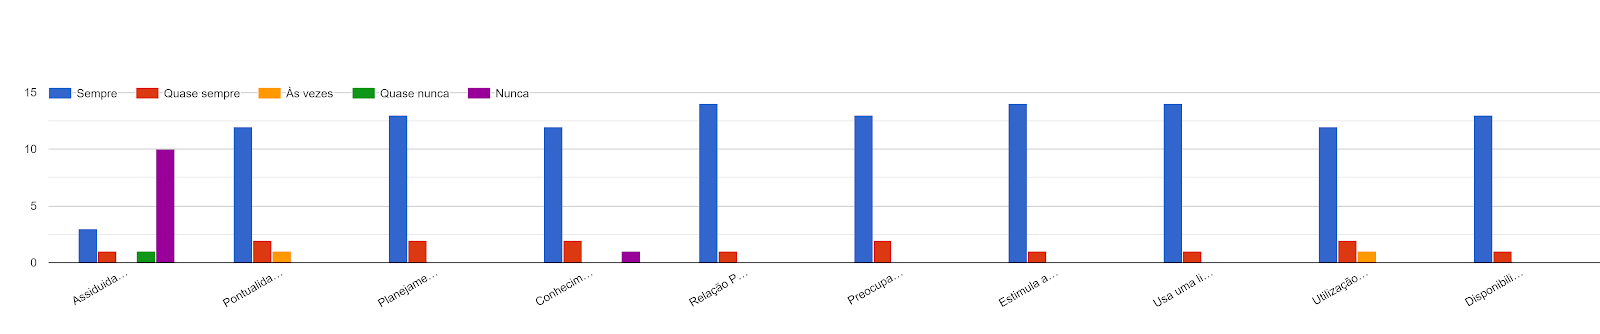 Sempre Quase sempre Às vezes Quase nunca Nunca
15
10
5
0
Assiduida…
Pontualida…
Planejame…
Conhecim…
Relação P…
Preocupa…
Estimula a…
Usa uma li…
Utilização…
Disponibili…